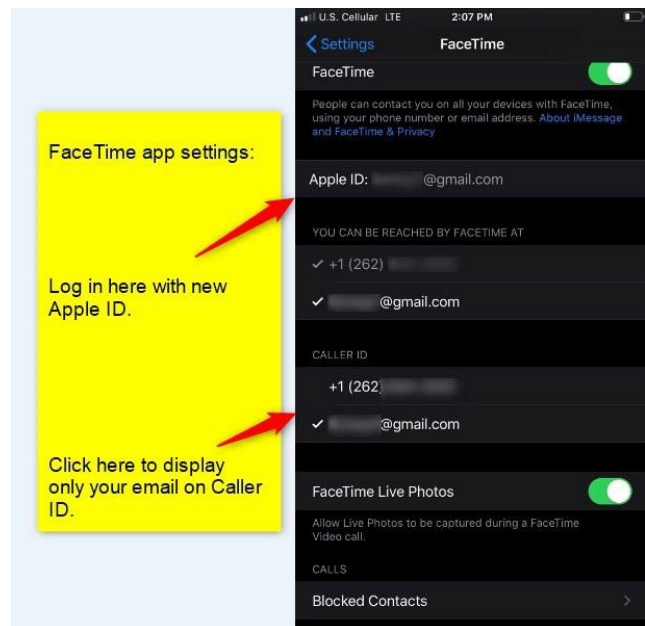 U.S. Cellular LTE 2:07 PM
Settings FaceTime
FaceTime
People can contact you on all your devices with FaceTime,
using your phone number or email address. About iMessage
and FaceTime & Privacy
FaceTime app settings:
Apple ID: @gmail.com
YOU CAN BE REACHED BY FACETIME AT
+1 (262)
Log in here with new
Apple ID.
@gmail.com
CALLER ID
+1 (262)
@gmail.com
Click here to display
only your email on Caller
ID.
FaceTime Live Photos
Allow Live Photos to be captured during a FaceTime
Video call.
CALLS
Blocked Contacts